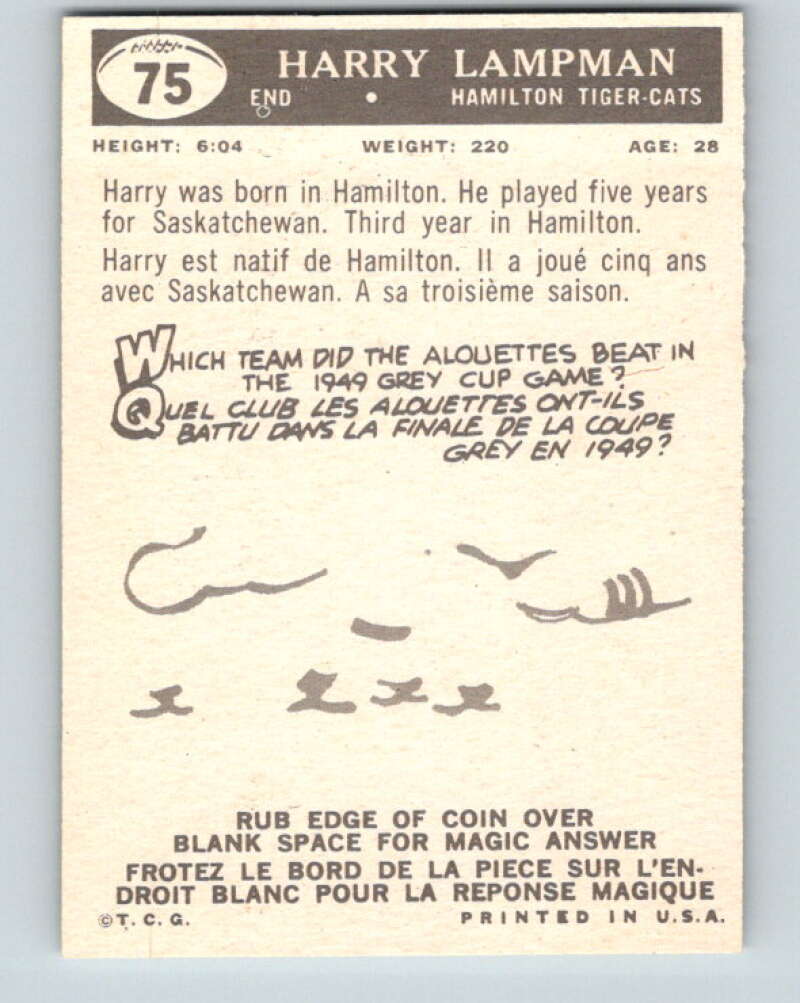 75
HARRY LAMPMAN
END • HAMILTON TIGER-CATS
HEIGHT: 6:04 WEIGHT: 220 AGE: 28
Harry was born in Hamilton. He played five years
for Saskatchewan. Third year in Hamilton.
Harry est natif de Hamilton. Il a joué cinq ans
avec Saskatchewan. A sa troisième saison.
WHICH TEAM DID THE ALOUETTES BEAT IN
THE 1949 GREY CUP GAME?
QUEL CLUB LES ALOUETTES ONT-ILS
BATTU DANS LA FINALE DE LA COUPE
GREY EN 1949?
RUB EDGE OF COIN OVER
BLANK SPACE FOR MAGIC ANSWER
FROTEZ LE BORD DE LA PIECE SUR L'EN-
DROIT BLANC POUR LA REPONSE MAGIQUE
©T.C.G. PRINTED IN U.S.A.